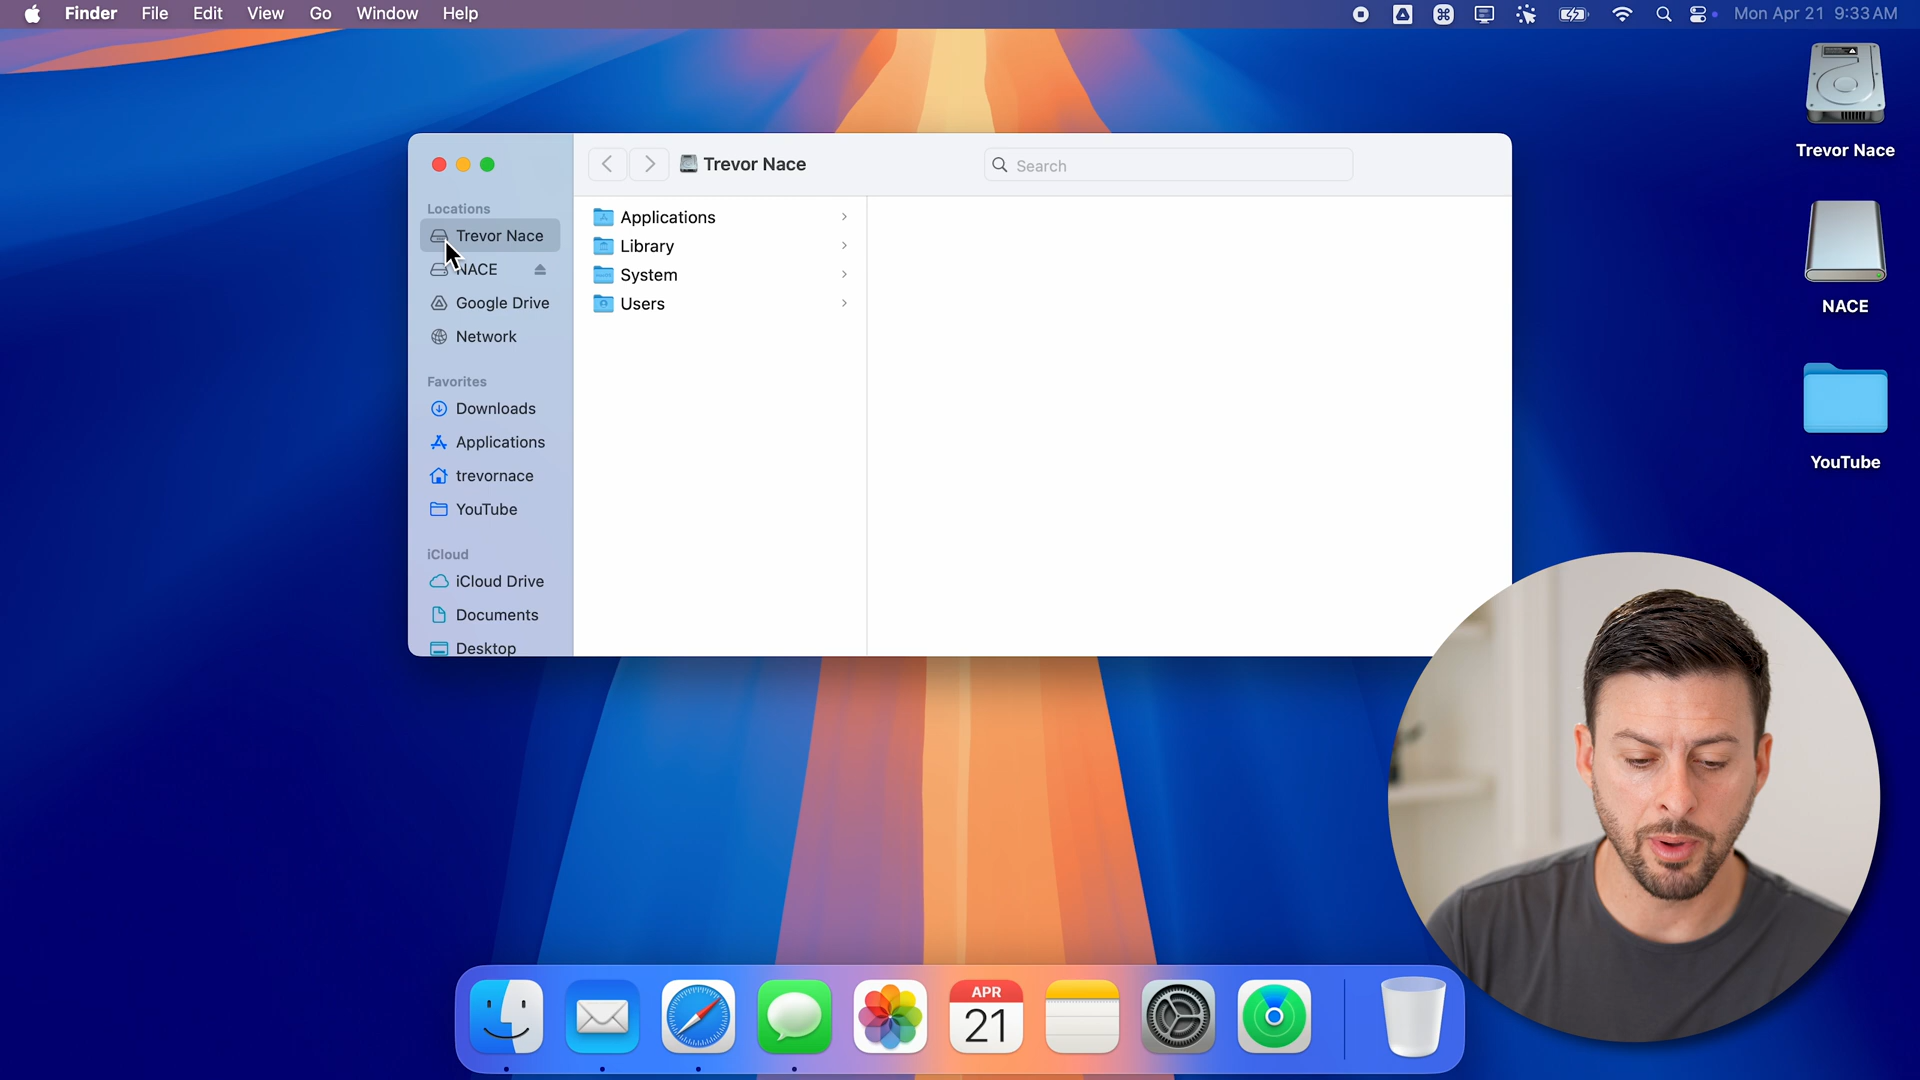 Finder File Edit View Go Window Help
Mon Apr 21 9:33 AM
Trevor Nace
Search
Locations
Trevor Nace
NACE
Google Drive
Network
Favorites
Downloads
Applications
trevornace
YouTube
iCloud
iCloud Drive
Documents
Desktop
Applications
Library
System
Users
Trevor Nace
NACE
YouTube
APR
21